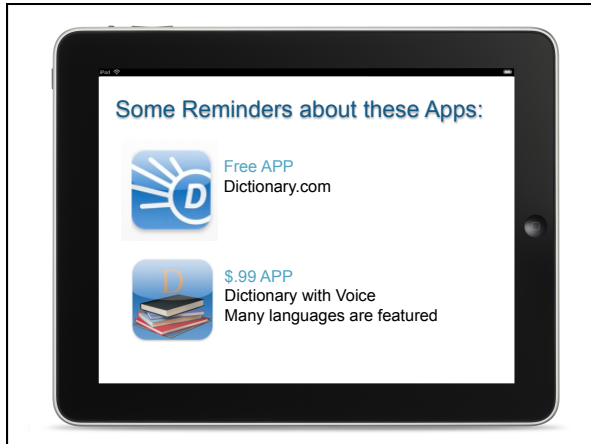 iPad
Some Reminders about these Apps:
D
Free APP
Dictionary.com
D
$.99 APP
Dictionary with Voice
Many languages are featured